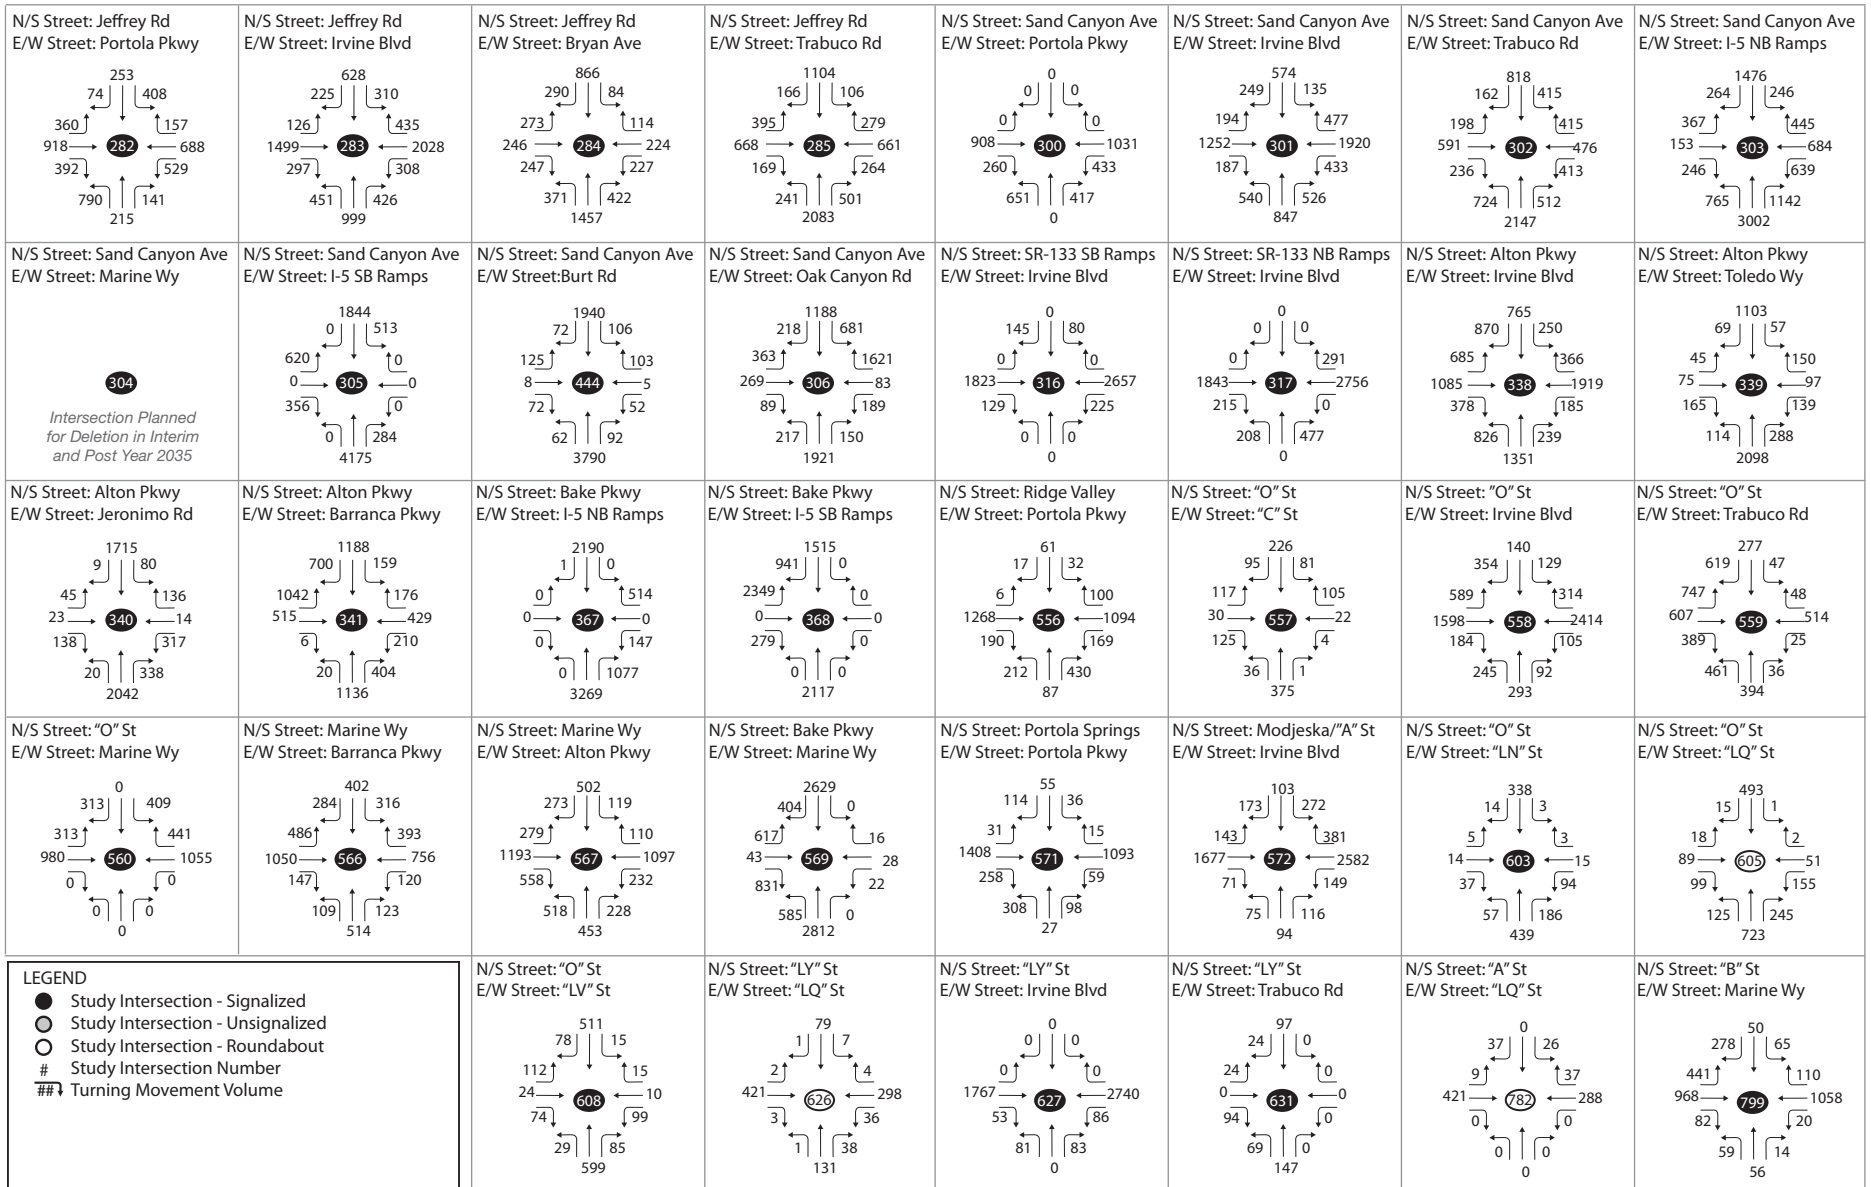 N/S Street: Jeffrey Rd
E/W Street: Portola Pkwy
253
74 408
360 157
918 282 688
392 529
790 141
215
N/S Street: Jeffrey Rd
E/W Street: Irvine Blvd
628
225 310
126 435
1499 283 2028
297 308
451 426
999
N/S Street: Jeffrey Rd
E/W Street: Bryan Ave
866
290 84
273 114
246 284 224
247 227
371 422
1457
N/S Street: Jeffrey Rd
E/W Street: Trabuco Rd
1104
166 106
395 279
668 285 661
169 264
241 501
2083
N/S Street: Sand Canyon Ave
E/W Street: Portola Pkwy
0
0 0
0 0
908 300 1031
260 433
651 417
0
N/S Street: Sand Canyon Ave
E/W Street: Irvine Blvd
574
249 135
194 477
1252 301 1920
187 433
540 526
847
N/S Street: Sand Canyon Ave
E/W Street: Trabuco Rd
818
162 415
198 415
591 302 476
236 413
724 512
2147
N/S Street: Sand Canyon Ave
E/W Street: I-5 NB Ramps
1476
264 246
367 445
153 303 684
246 639
765 1142
3002
N/S Street: Sand Canyon Ave
E/W Street: Marine Wy
304
Intersection Planned
for Deletion in Interim
and Post Year 2035
N/S Street: Sand Canyon Ave
E/W Street: I-5 SB Ramps
1844
0 513
620 0
0 305 0
356 0
0 284
4175
N/S Street: Sand Canyon Ave
E/W Street:Burt Rd
1940
72 106
125 103
8 444 5
72 52
62 92
3790
N/S Street: Sand Canyon Ave
E/W Street: Oak Canyon Rd
1188
218 681
363 1621
269 306 83
89 189
217 150
1921
N/S Street: SR-133 SB Ramps
E/W Street: Irvine Blvd
0
145 80
0 0
1823 316 2657
129 225
0 0
0
N/S Street: SR-133 NB Ramps
E/W Street: Irvine Blvd
0
0 0
0 291
1843 317 2756
215 0
208 477
0
N/S Street: Alton Pkwy
E/W Street: Irvine Blvd
765
870 250
685 366
1085 338 1919
378 185
826 239
1351
N/S Street: Alton Pkwy
E/W Street: Toledo Wy
1103
69 57
45 150
75 339 97
165 139
114 288
2098
N/S Street: Alton Pkwy
E/W Street: Jeronimo Rd
1715
9 80
45 136
23 340 14
138 317
20 338
2042
N/S Street: Alton Pkwy
E/W Street: Barranca Pkwy
1188
700 159
1042 176
515 341 429
6 210
20 404
1136
N/S Street: Bake Pkwy
E/W Street: I-5 NB Ramps
2190
1 0
0 514
0 367 0
0 147
0 1077
3269
N/S Street: Bake Pkwy
E/W Street: I-5 SB Ramps
1515
941 0
2349 0
0 368 0
279 0
0 0
2117
N/S Street: Ridge Valley
E/W Street: Portola Pkwy
61
17 32
6 100
1268 556 1094
190 169
212 430
87
N/S Street: "O" St
E/W Street: "C" St
226
95 81
117 105
30 557 22
125 4
36 1
375
N/S Street: "O" St
E/W Street: Irvine Blvd
140
354 129
589 314
1598 558 2414
184 105
245 92
293
N/S Street: "O" St
E/W Street: Trabuco Rd
277
619 47
747 48
607 559 514
389 25
461 36
394
N/S Street: "O" St
E/W Street: Marine Wy
0
313 409
313 441
980 560 1055
0 0
0 0
0
N/S Street: Marine Wy
E/W Street: Barranca Pkwy
402
284 316
486 393
1050 566 756
147 120
109 123
514
N/S Street: Marine Wy
E/W Street: Alton Pkwy
502
273 119
279 110
1193 567 1097
558 232
518 228
453
N/S Street: Bake Pkwy
E/W Street: Marine Wy
2629
404 0
617 16
43 569 28
831 22
585 0
2812
N/S Street: Portola Springs
E/W Street: Portola Pkwy
55
114 36
31 15
1408 571 1093
258 59
308 98
27
N/S Street: Modjeska/"A" St
E/W Street: Irvine Blvd
103
173 272
143 381
1677 572 2582
71 149
75 116
94
N/S Street: "O" St
E/W Street: "LN" St
338
14 3
5 3
14 603 15
37 94
57 186
439
N/S Street: "O" St
E/W Street: "LQ" St
493
15 1
18 2
89 605 51
99 155
125 245
723
LEGEND
Study Intersection - Signalized
Study Intersection - Unsignalized
Study Intersection - Roundabout
# Study Intersection Number
## Turning Movement Volume
N/S Street: "O" St
E/W Street: "LV" St
511
78 15
112 15
24 608 10
74 99
29 85
599
N/S Street: "LY" St
E/W Street: "LQ" St
79
1 7
2 4
421 626 298
3 36
1 38
131
N/S Street: "LY" St
E/W Street: Irvine Blvd
0
0 0
0 0
1767 627 2740
53 86
81 83
0
N/S Street: "LY" St
E/W Street: Trabuco Rd
97
24 0
24 0
0 631 0
94 0
69 0
147
N/S Street: "A" St
E/W Street: "LQ" St
0
37 26
9 37
421 782 288
0 0
0 0
0
N/S Street: "B" St
E/W Street: Marine Wy
50
278 65
441 110
968 799 1058
82 20
59 14
56